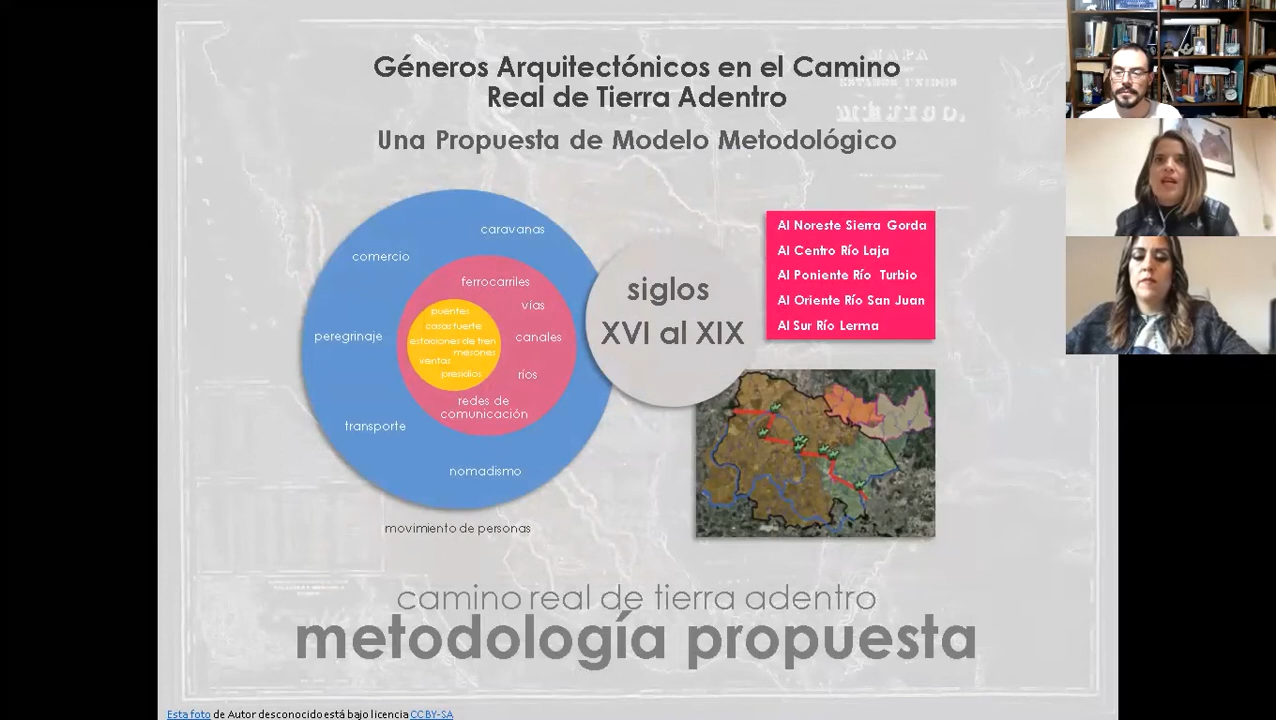 Géneros Arquitectónicos en el Camino
Real de Tierra Adentro
Una Propuesta de Modelo Metodológico
MAPA
ESTADOS UNIDOS
MÉXICO.
caravanas
comercio
peregrinaje
transporte
nomadismo
ferrocarriles
vías
canales
ríos
redes de
comunicación
puentes
casas fuerte
estaciones de tren
mesones
ventas
presidios
movimiento de personas
siglos
XVI al XIX
Al Noreste Sierra Gorda
Al Centro Río Laja
Al Poniente Río Turbio
Al Oriente Río San Juan
Al Sur Río Lerma
camino real de tierra adentro
metodología propuesta
Esta foto de Autor desconocido está bajo licencia CC BY-SA